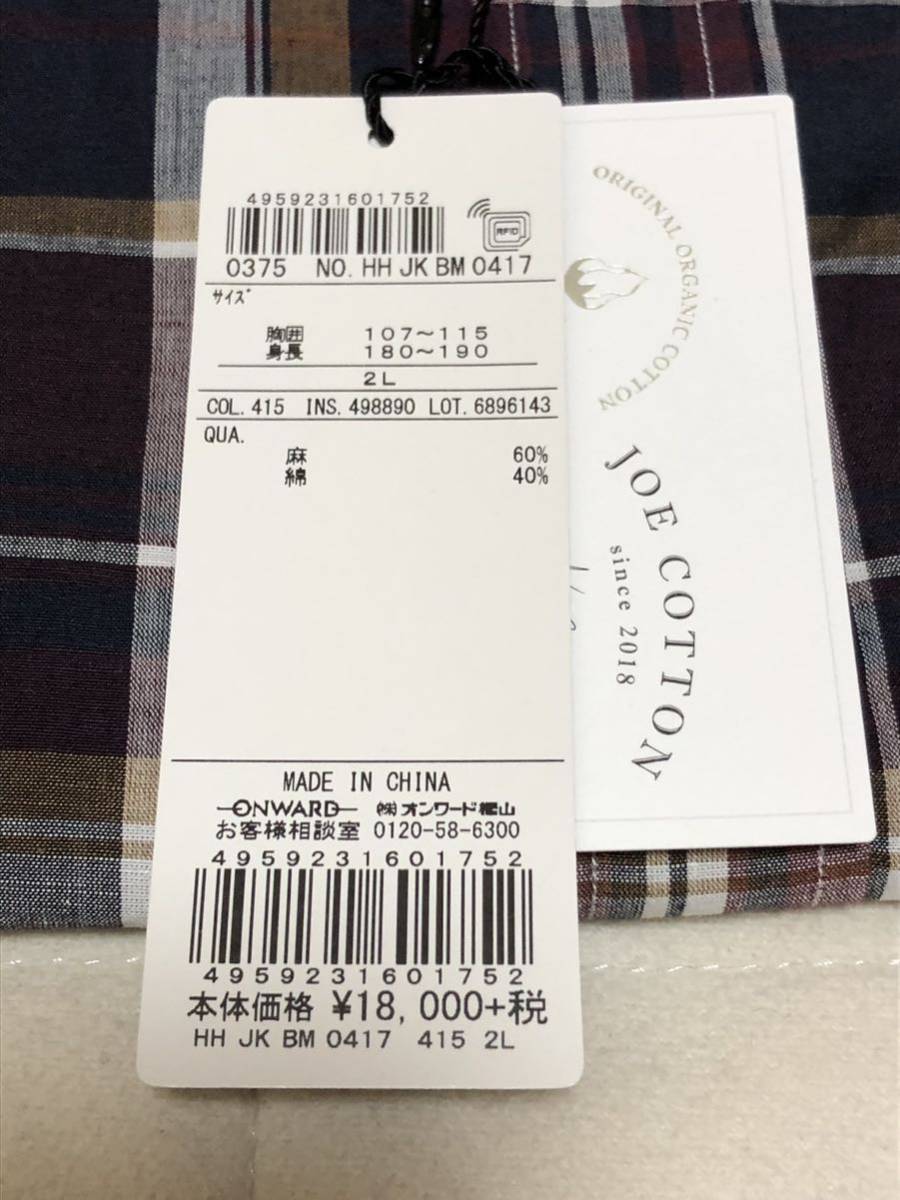 4959231601752
RFID
0375 NO. HH JK BM 0417
サイズ
胸囲 107～115
身長 180～190
2L
COL. 415 INS. 498890 LOT. 6896143
QUA.
麻 60%
綿 40%
MADE IN CHINA
ONWARD ㈱オンワード樫山
お客様相談室 0120-58-6300
4959231601752
4959231601752
本体価格 ¥18,000+税
HH JK BM 0417 415 2L
ORIGINAL ORGANIC COTTON
JOE COTTON
since 2018